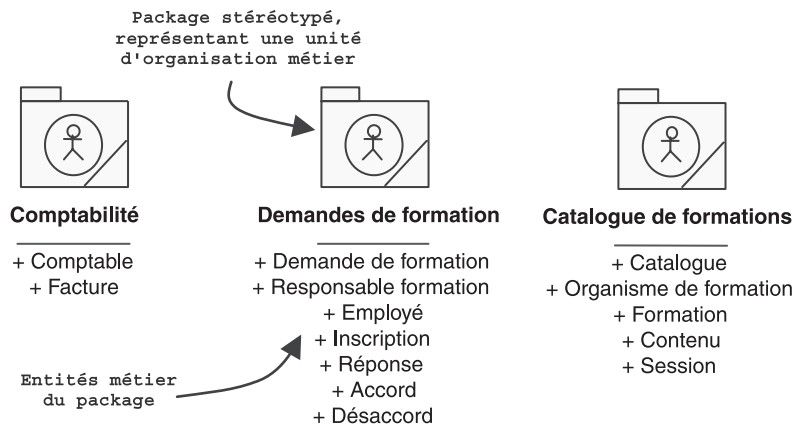 Package stéréotypé,
représentant une unité
d'organisation métier
Comptabilité
+ Comptable
+ Facture
Demandes de formation
+ Demande de formation
+ Responsable formation
+ Employé
+ Inscription
+ Réponse
+ Accord
+ Désaccord
Catalogue de formations
+ Catalogue
+ Organisme de formation
+ Formation
+ Contenu
+ Session
Entités métier
du package